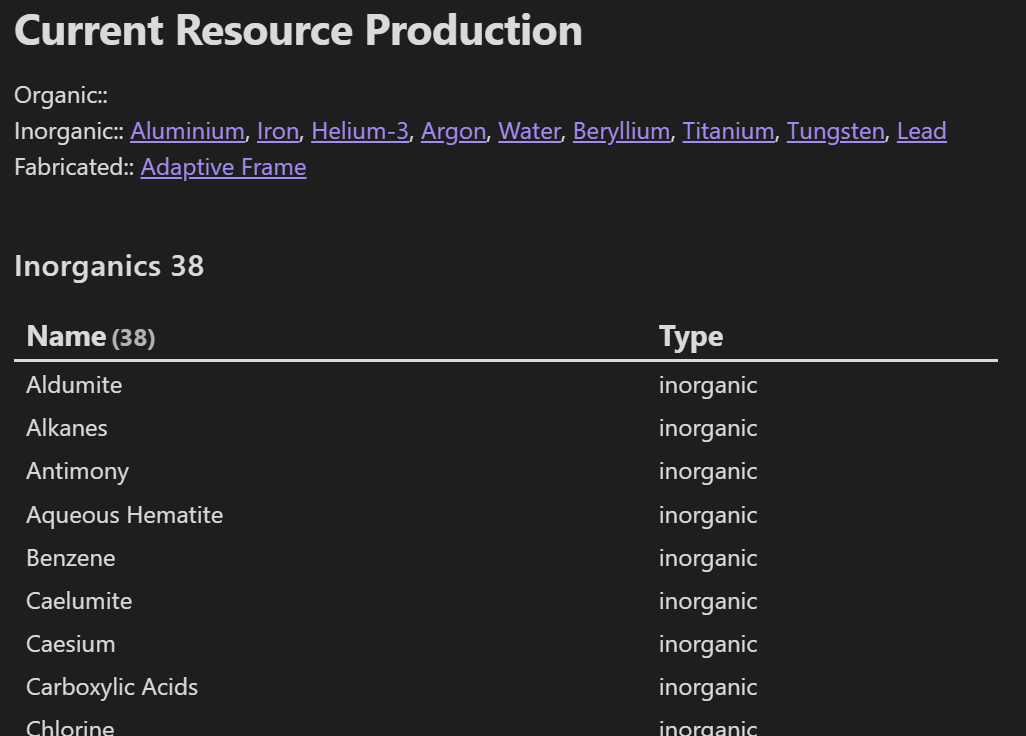 Current Resource Production
Organic::
Inorganic:: Aluminium, Iron, Helium-3, Argon, Water, Beryllium, Titanium, Tungsten, Lead
Fabricated:: Adaptive Frame
Inorganics 38
Name (38) Type
Aldumite inorganic
Alkanes inorganic
Antimony inorganic
Aqueous Hematite inorganic
Benzene inorganic
Caelumite inorganic
Caesium inorganic
Carboxylic Acids inorganic
Chlorine inorganic